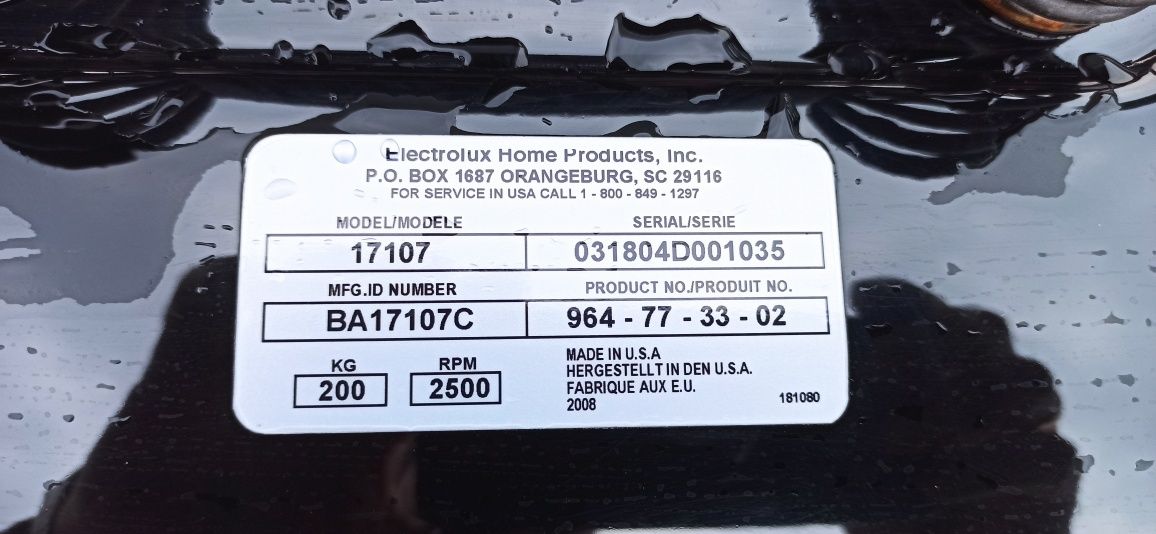 Electrolux Home Products, Inc.
P.O. BOX 1687 ORANGEBURG, SC 29116
FOR SERVICE IN USA CALL 1 - 800 - 849 - 1297
MODEL/MODELE SERIAL/SERIE
17107 031804D001035
MFG.ID NUMBER PRODUCT NO./PRODUIT NO.
BA17107C 964 - 77 - 33 - 02
KG RPM
200 2500
MADE IN U.S.A
HERGESTELLT IN DEN U.S.A.
FABRIQUE AUX E.U.
2008 181080